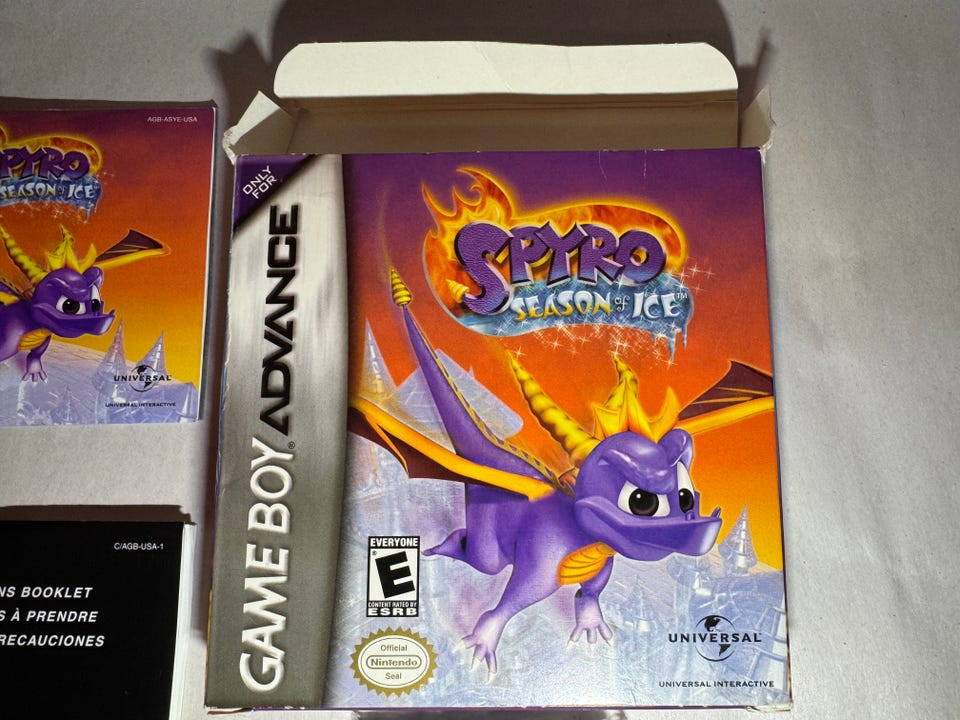 AGB-ASYE-USA
SPYRO
SEASON of ICE
UNIVERSAL
UNIVERSAL INTERACTIVE
C/AGB-USA-1
NS BOOKLET
S À PRENDRE
RECAUCIONES
ONLY
FOR
GAME BOY® ADVANCE
SPYRO
SEASON of ICE™
EVERYONE
E
CONTENT RATED BY
ESRB
Official
Nintendo
Seal
UNIVERSAL
UNIVERSAL INTERACTIVE